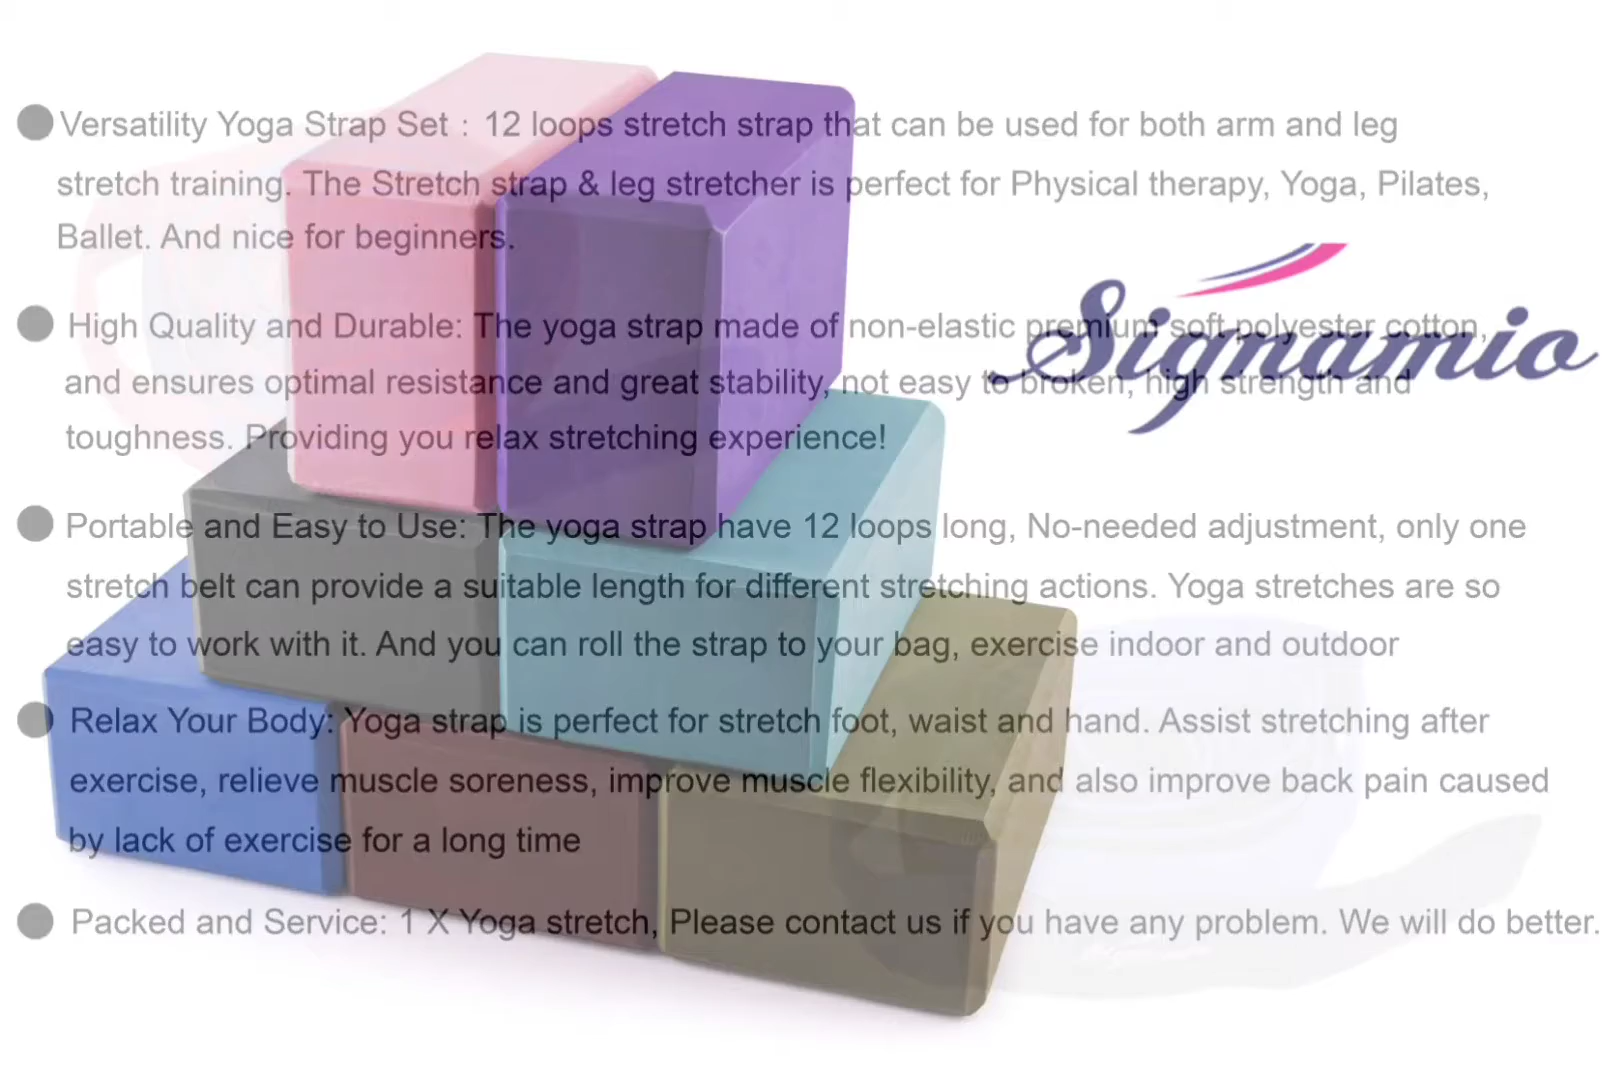 Versatility Yoga Strap Set : 12 loops stretch strap that can be used for both arm and leg
stretch training. The Stretch strap & leg stretcher is perfect for Physical therapy, Yoga, Pilates,
Ballet. And nice for beginners.
Signamio
High Quality and Durable: The yoga strap made of non-elastic premium soft polyester cotton,
and ensures optimal resistance and great stability, not easy to broken, high strength and
toughness. Providing you relax stretching experience!
Portable and Easy to Use: The yoga strap have 12 loops long, No-needed adjustment, only one
stretch belt can provide a suitable length for different stretching actions. Yoga stretches are so
easy to work with it. And you can roll the strap to your bag, exercise indoor and outdoor
Relax Your Body: Yoga strap is perfect for stretch foot, waist and hand. Assist stretching after
exercise, relieve muscle soreness, improve muscle flexibility, and also improve back pain caused
by lack of exercise for a long time
Packed and Service: 1 X Yoga stretch, Please contact us if you have any problem. We will do better.